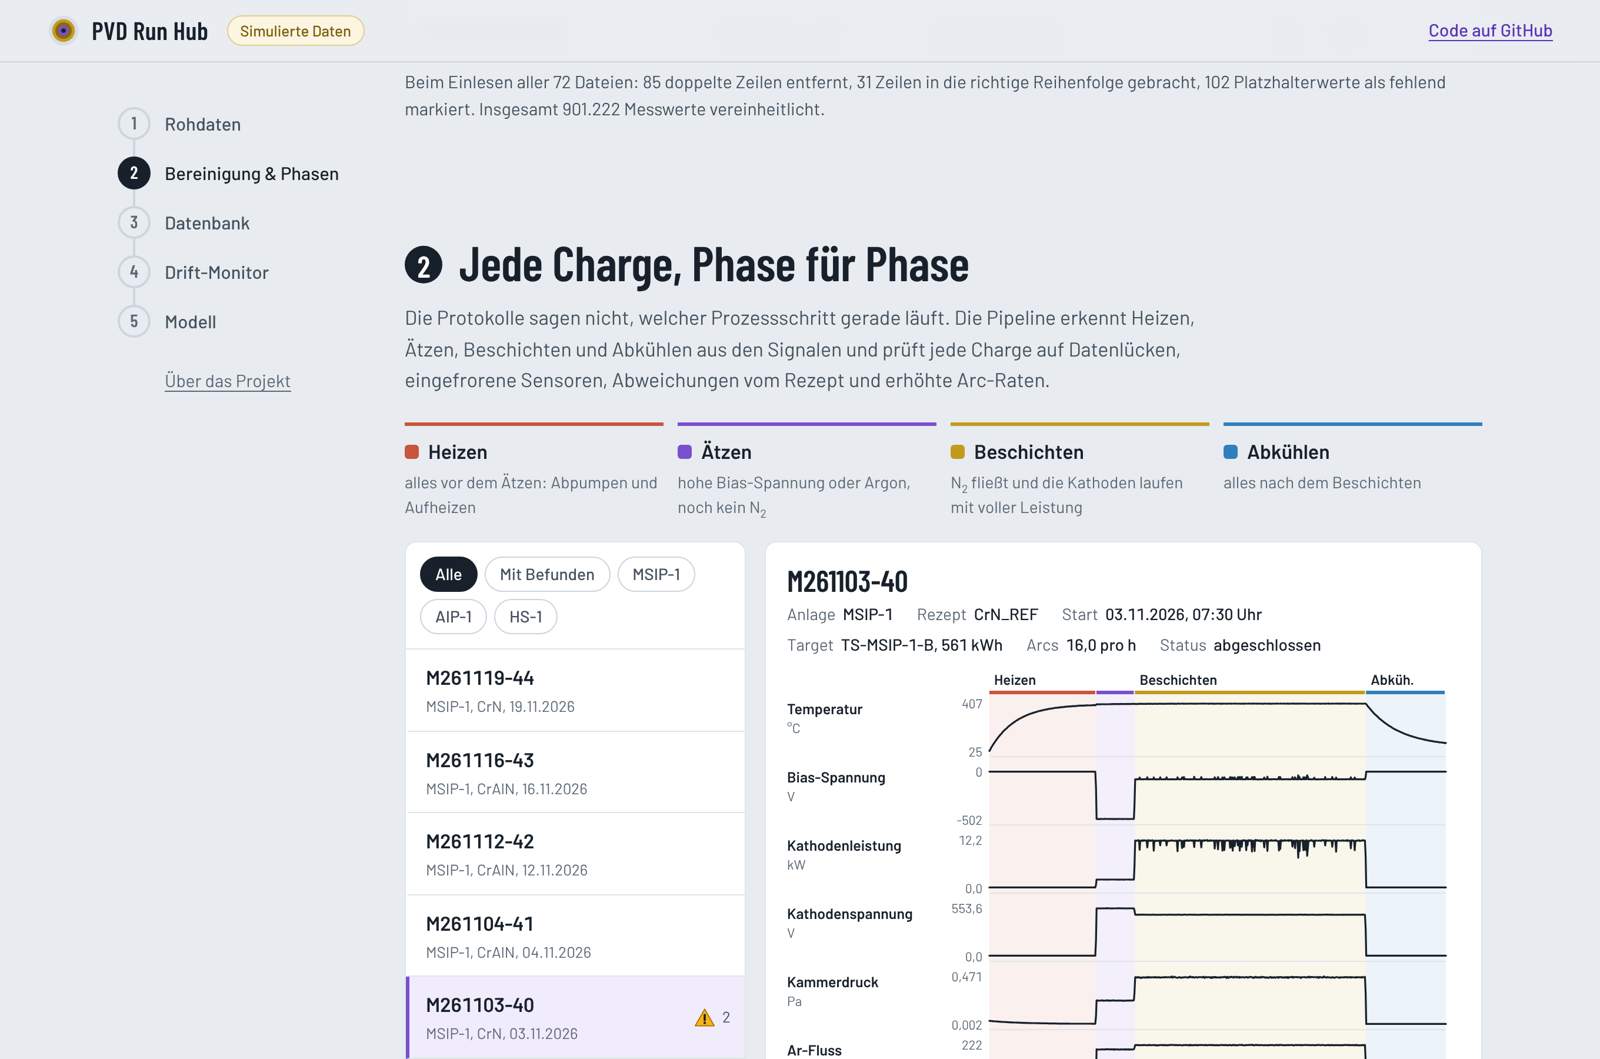 PVD Run Hub
Simulierte Daten
Code auf GitHub
1 Rohdaten
2 Bereinigung & Phasen
3 Datenbank
4 Drift-Monitor
5 Modell
Über das Projekt
Beim Einlesen aller 72 Dateien: 85 doppelte Zeilen entfernt, 31 Zeilen in die richtige Reihenfolge gebracht, 102 Platzhalterwerte als fehlend
markiert. Insgesamt 901.222 Messwerte vereinheitlicht.
2 Jede Charge, Phase für Phase
Die Protokolle sagen nicht, welcher Prozessschritt gerade läuft. Die Pipeline erkennt Heizen,
Ätzen, Beschichten und Abkühlen aus den Signalen und prüft jede Charge auf Datenlücken,
eingefrorene Sensoren, Abweichungen vom Rezept und erhöhte Arc-Raten.
Heizen
alles vor dem Ätzen: Abpumpen und
Aufheizen
Ätzen
hohe Bias-Spannung oder Argon,
noch kein N₂
Beschichten
N₂ fließt und die Kathoden laufen
mit voller Leistung
Abkühlen
alles nach dem Beschichten
Alle
Mit Befunden
MSIP-1
AIP-1
HS-1
M261119-44
MSIP-1, CrN, 19.11.2026
M261116-43
MSIP-1, CrAlN, 16.11.2026
M261112-42
MSIP-1, CrAlN, 12.11.2026
M261104-41
MSIP-1, CrAlN, 04.11.2026
M261103-40
MSIP-1, CrN, 03.11.2026
2
M261103-40
Anlage MSIP-1 Rezept CrN_REF Start 03.11.2026, 07:30 Uhr
Target TS-MSIP-1-B, 561 kWh Arcs 16,0 pro h Status abgeschlossen
Heizen
Beschichten
Abküh.
Temperatur
°C
407
25
Bias-Spannung
V
0
-502
Kathodenleistung
kW
12,2
0,0
Kathodenspannung
V
553,6
0,0
Kammerdruck
Pa
0,471
0,002
Ar-Fluss
222